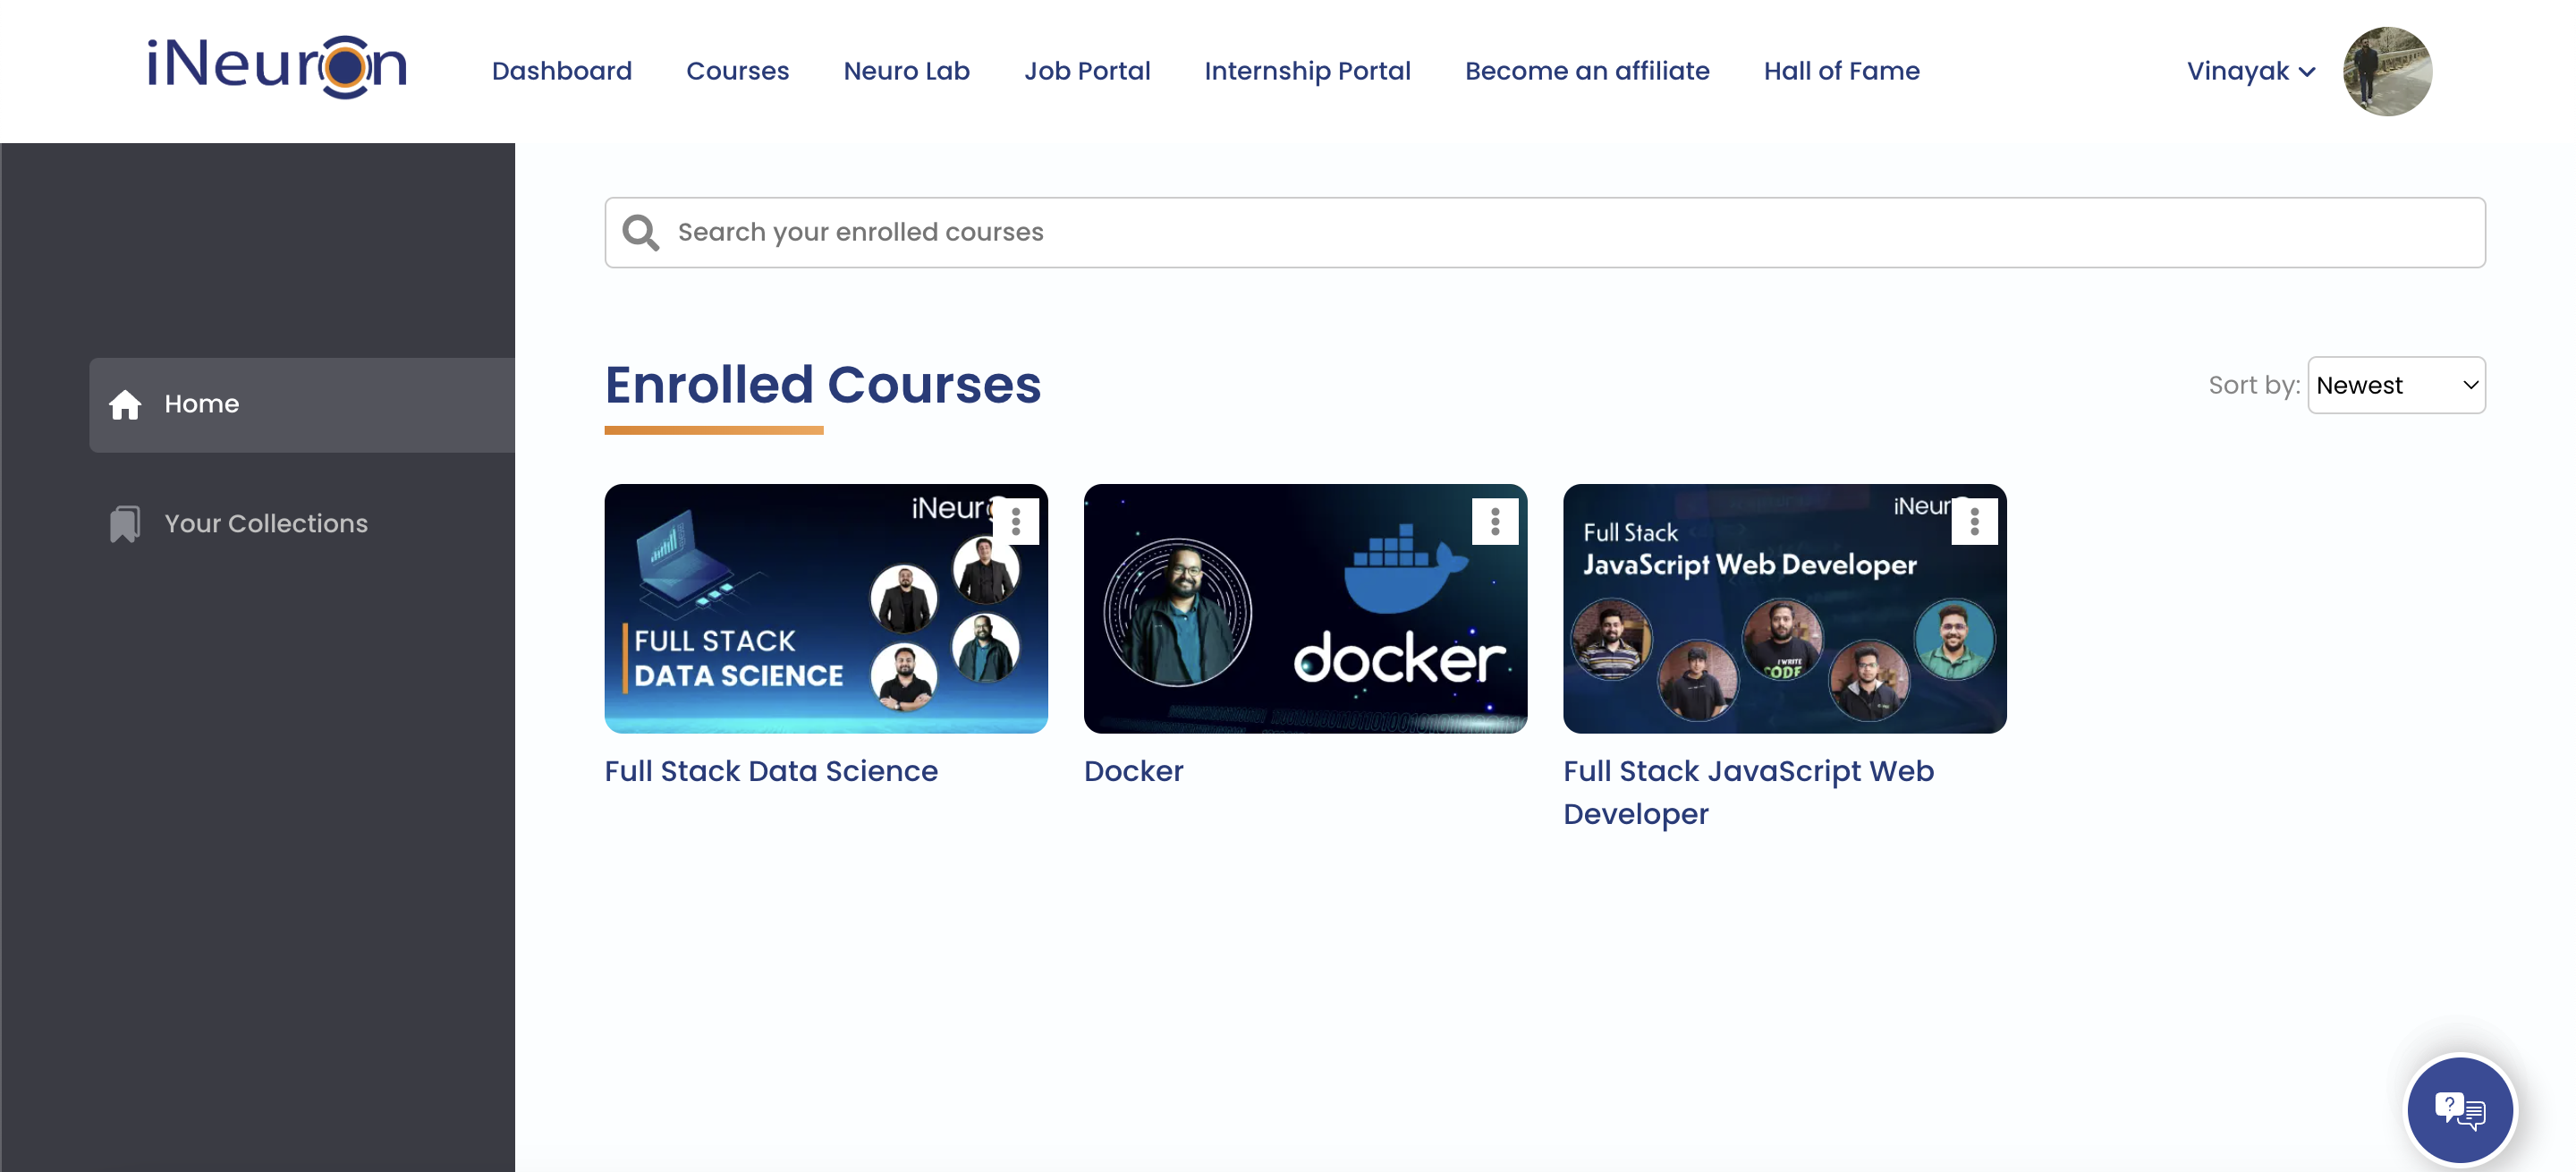 iNeuron
Dashboard
Courses
Neuro Lab
Job Portal
Internship Portal
Become an affiliate
Hall of Fame
Vinayak
Home
Your Collections
Search your enrolled courses
Enrolled Courses
Sort by: Newest
iNeur
FULL STACK
DATA SCIENCE
Full Stack Data Science
docker
Docker
iNeur
Full Stack
JavaScript Web Developer
I WRITE
CODE
Full Stack JavaScript Web
Developer
?